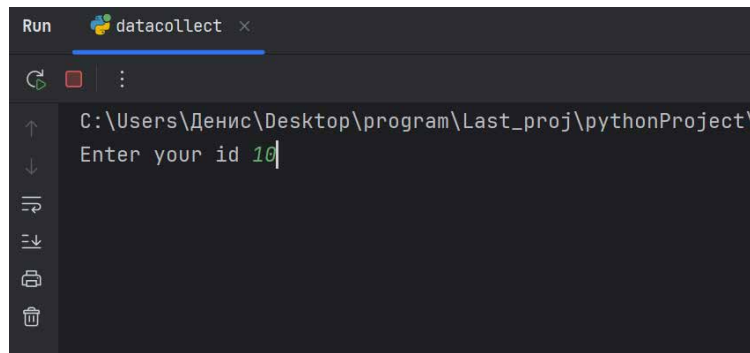 Run datacollect
C:\Users\Денис\Desktop\program\Last_proj\pythonProject\
Enter your id 10